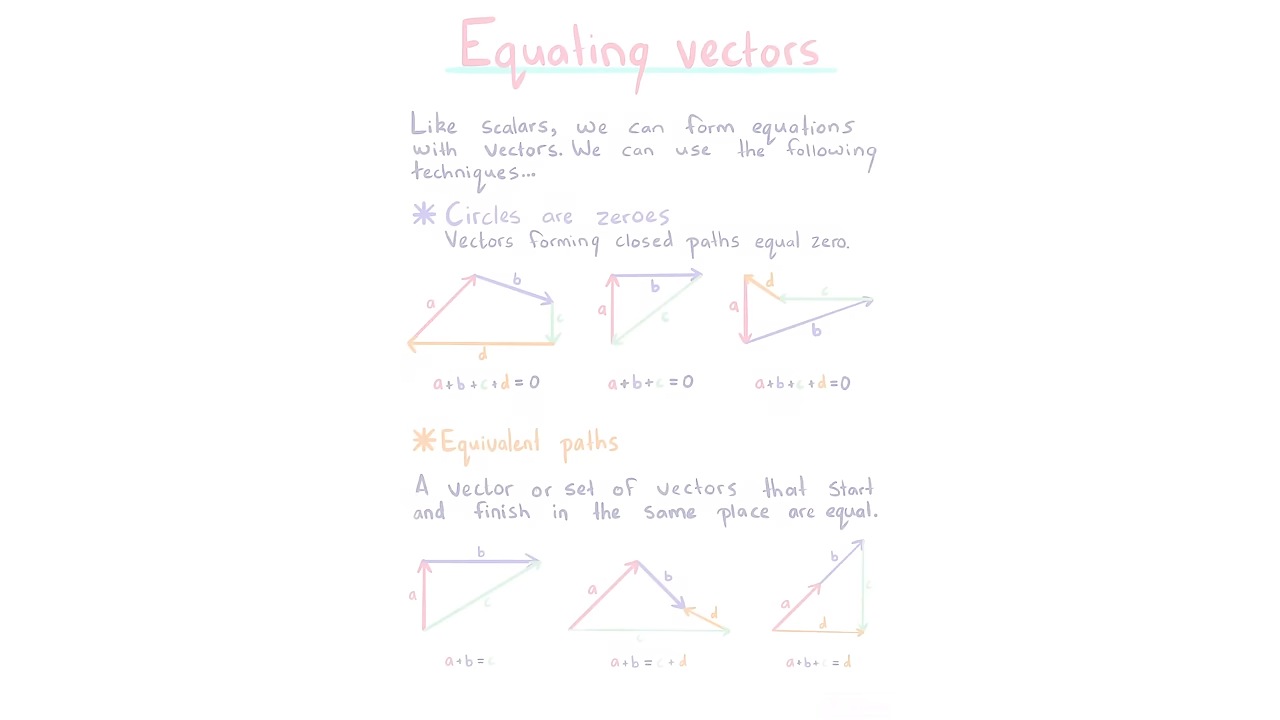 Equating vectors
Like scalars, we can form equations
with vectors. We can use the following
techniques...
Circles are zeroes
Vectors forming closed paths equal zero.
a b c d
a b c
a b c d
a+b+c+d=0
a+b+c=0
a+b+c+d=0
Equivalent paths
A vector or set of vectors that start
and finish in the same place are equal.
a b c
a b c d
a b c d
a+b=c
a+b=c+d
a+b+c=d